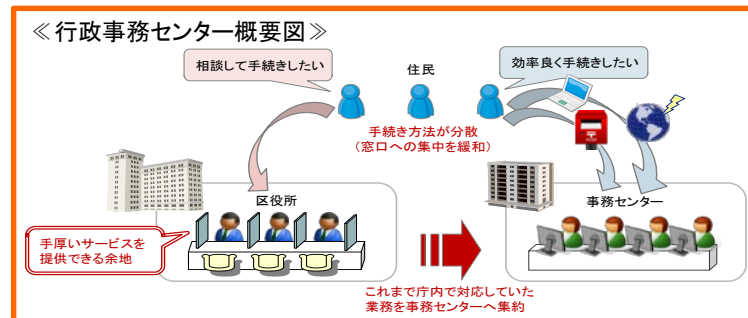 ≪行政事務センター概要図≫
相談して手続きしたい
住民
効率良く手続きしたい
手続き方法が分散
(窓口への集中を緩和)
区役所
事務センター
手厚いサービスを
提供できる余地
これまで庁内で対応していた
業務を事務センターへ集約